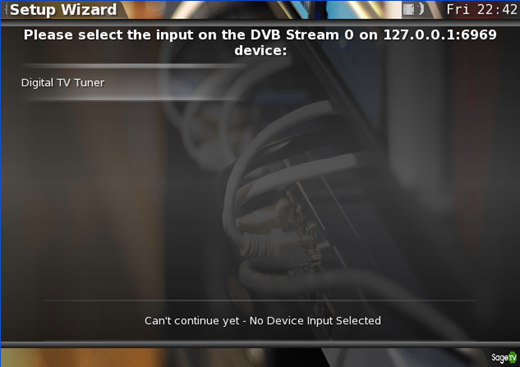 Setup Wizard
Fri 22:42
Please select the input on the DVB Stream 0 on 127.0.0.1:6969
device:
Digital TV Tuner
Can't continue yet - No Device Input Selected
SageTV